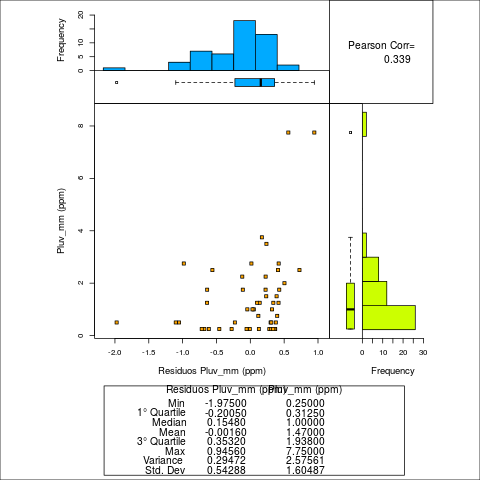 Frequency
0 5 10 15 20
Pearson Corr=
0.339
Pluv_mm (ppm)
0 2 4 6 8
-2.0 -1.5 -1.0 -0.5 0.0 0.5 1.0
Residuos Pluv_mm (ppm)
0 5 10 20 30
Frequency
Residuos Pluv_mm (ppm) Pluv_mm (ppm)
Min -1.97500 0.25000
1° Quartile -0.20050 0.31250
Median 0.15480 1.00000
Mean -0.00160 1.47000
3° Quartile 0.35320 1.93800
Max 0.94560 7.75000
Variance 0.29472 2.57561
Std. Dev 0.54288 1.60487